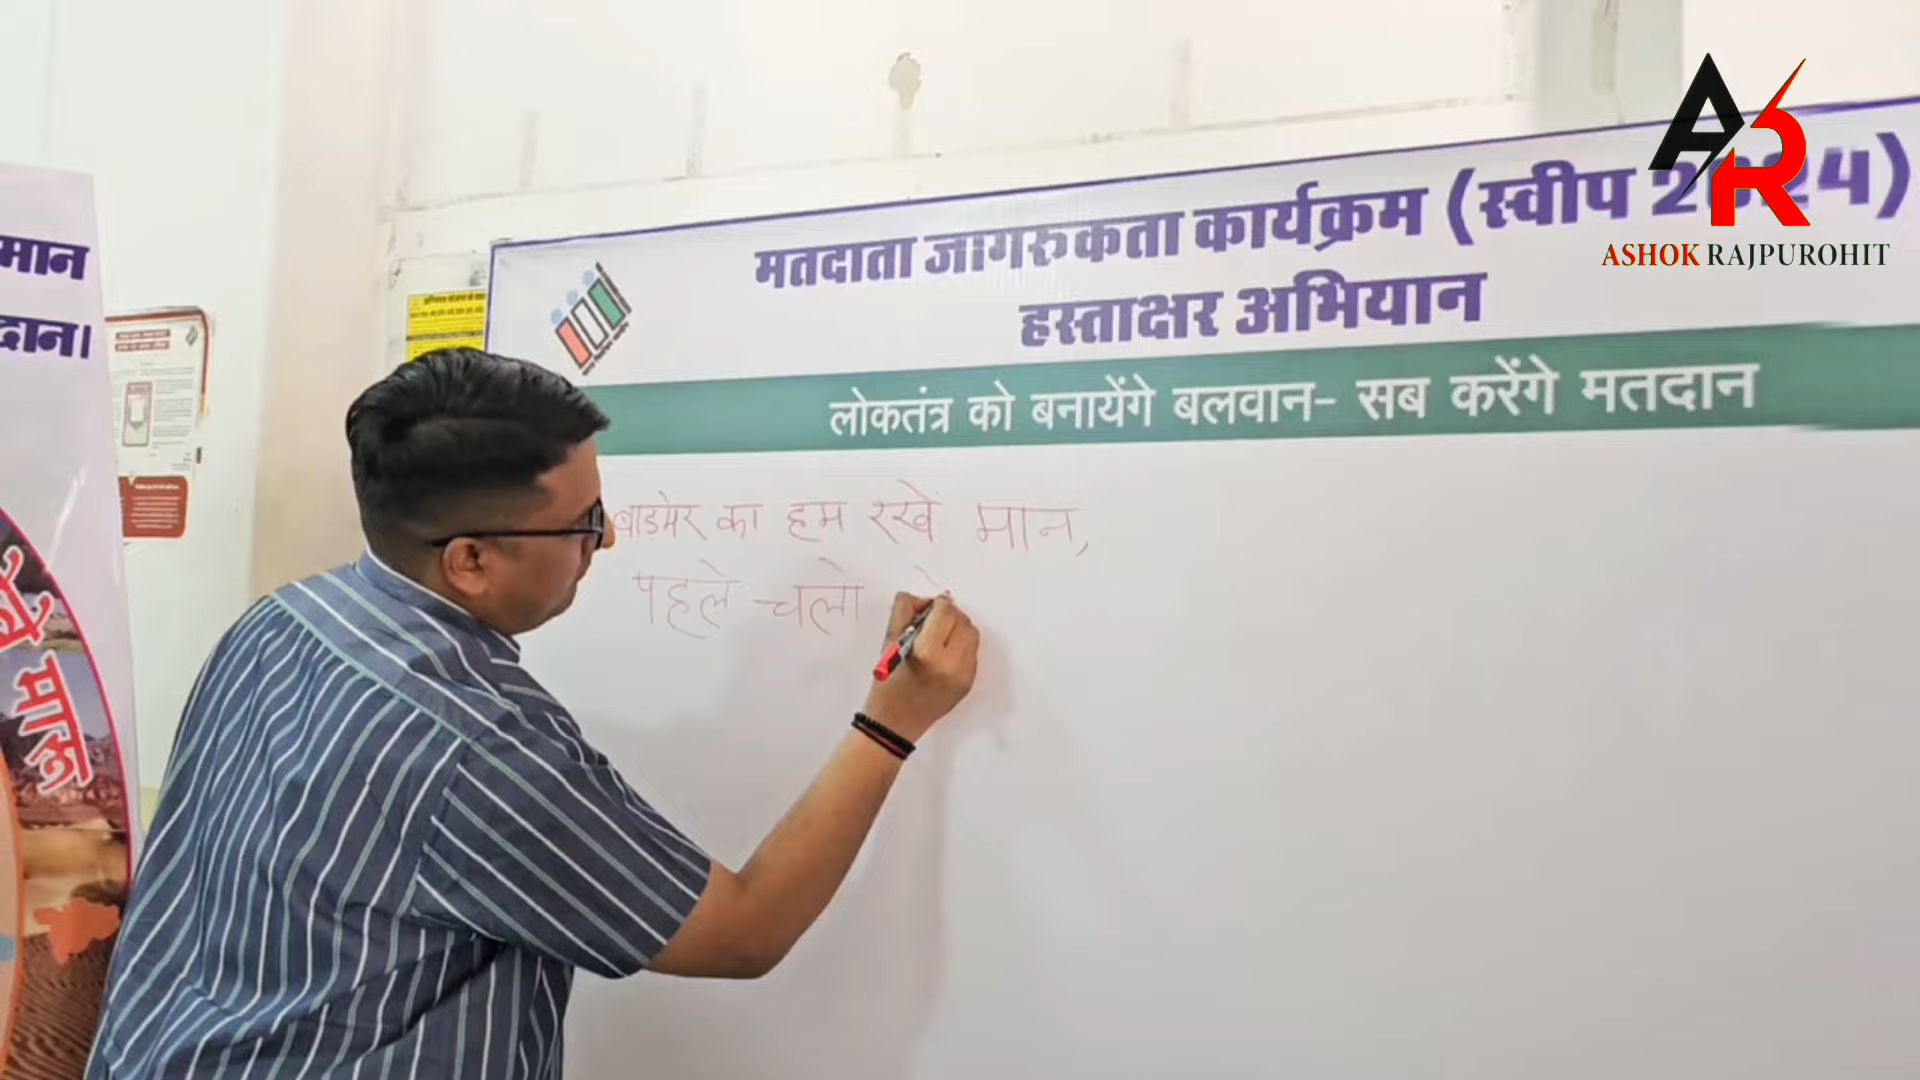 मतदाता जागरूकता कार्यक्रम (स्वीप 2024)
हस्ताक्षर अभियान
लोकतंत्र को बनायेंगे बलवान- सब करेंगे मतदान
बाड़मेर का हम रखें मान,
पहले चलो
मान
दान।
ये माल
ASHOK RAJPUROHIT